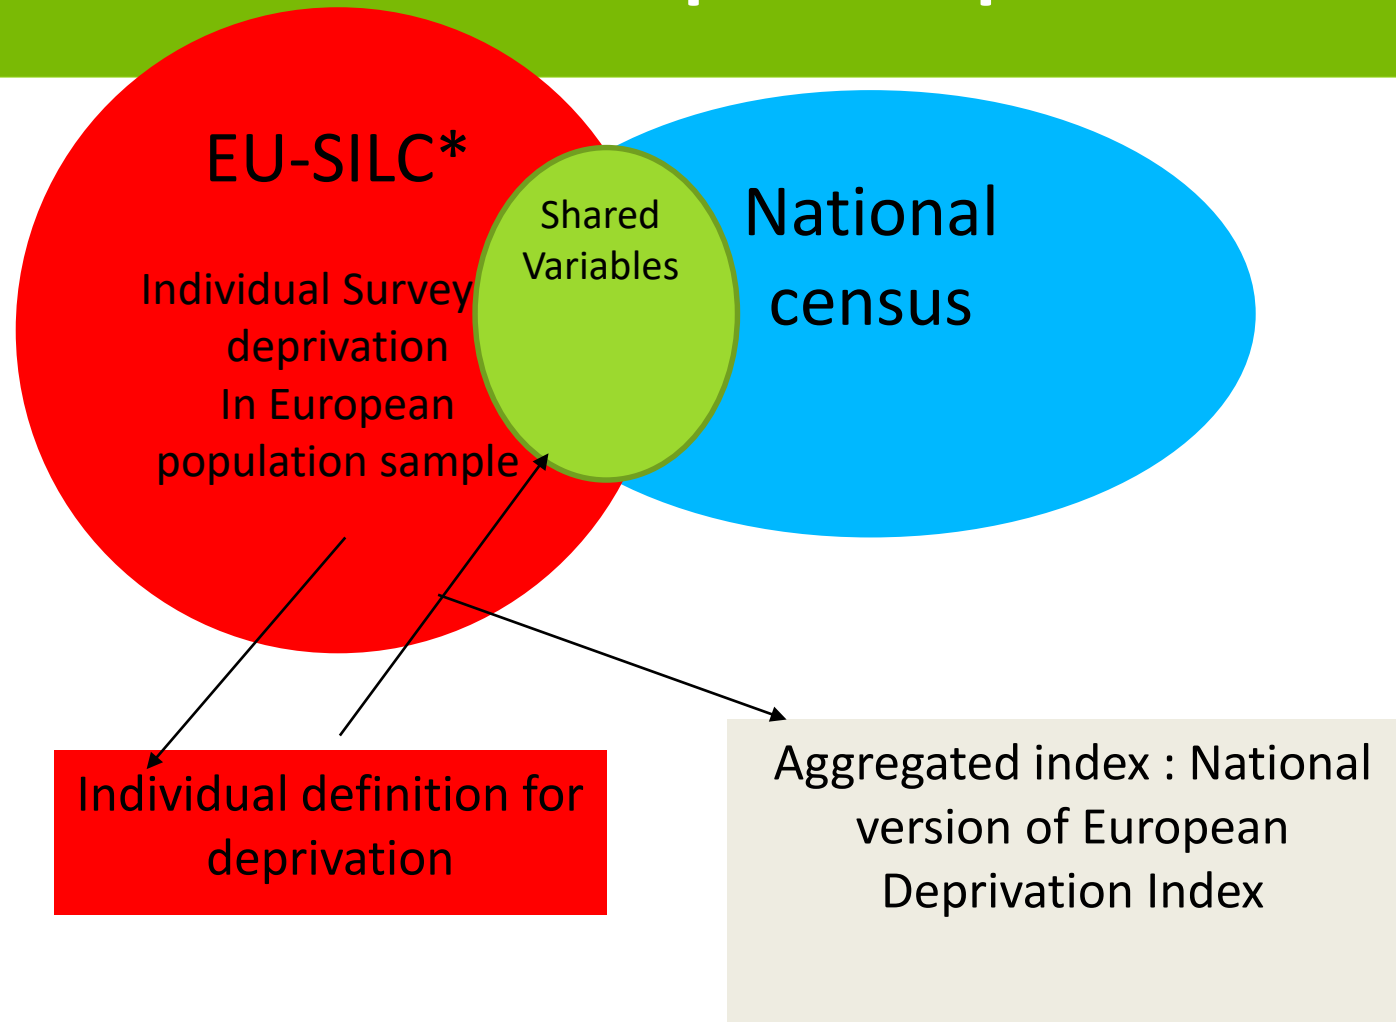 EU-SILC*
Individual Survey
deprivation
In European
population sample
Shared
Variables
National
census
Individual definition for
deprivation
Aggregated index : National
version of European
Deprivation Index